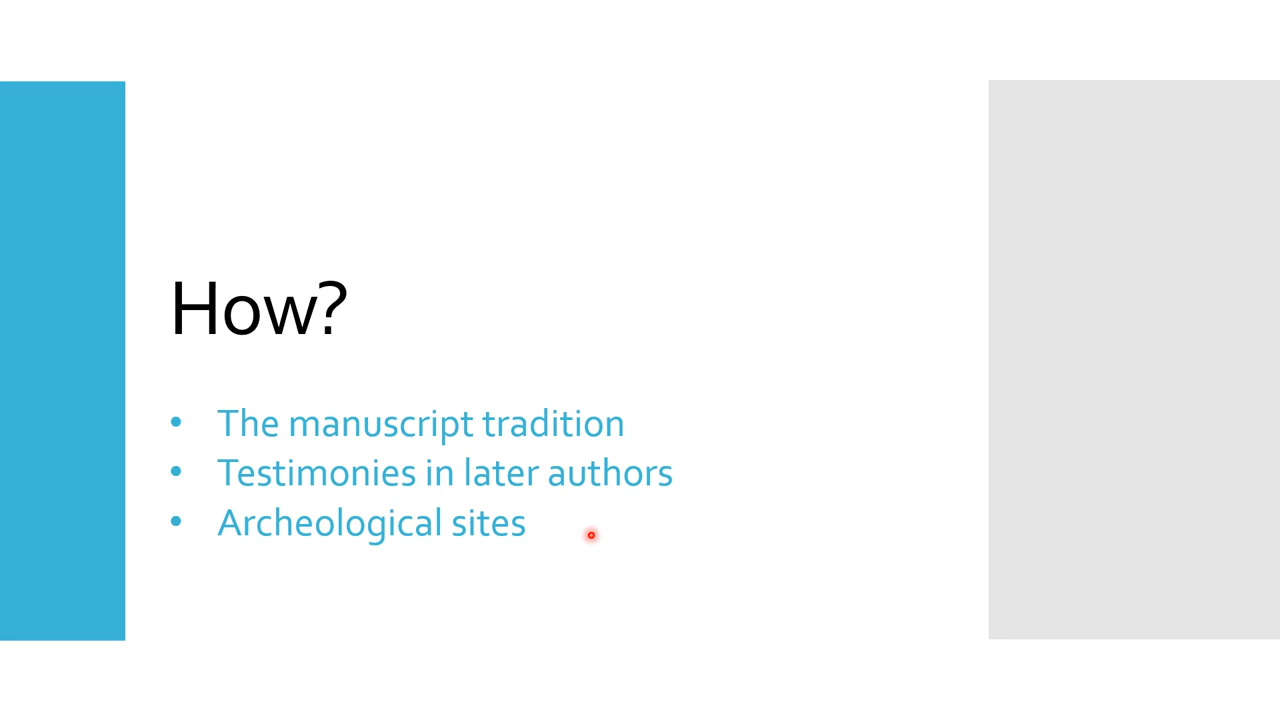 How?
• The manuscript tradition
• Testimonies in later authors
• Archeological sites